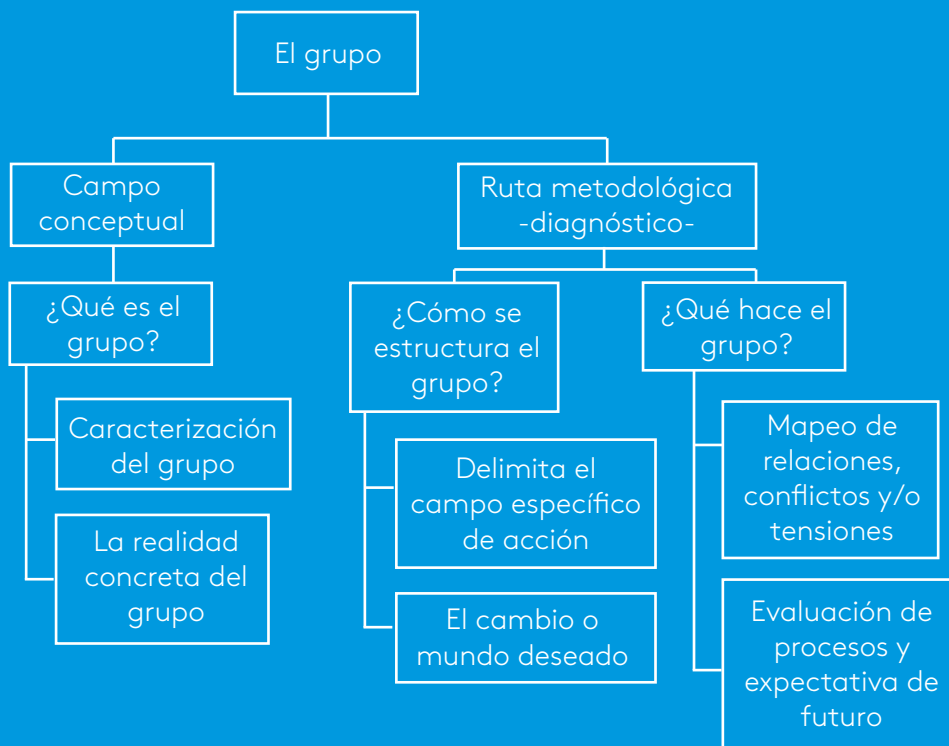 El grupo
Campo
conceptual
Ruta metodológica
-diagnóstico-
¿Qué es el
grupo?
¿Cómo se
estructura el
grupo?
¿Qué hace el
grupo?
Caracterización
del grupo
La realidad
concreta del
grupo
Delimita el
campo específico
de acción
El cambio o
mundo deseado
Mapeo de
relaciones,
conflictos y/o
tensiones
Evaluación de
procesos y
expectativa de
futuro